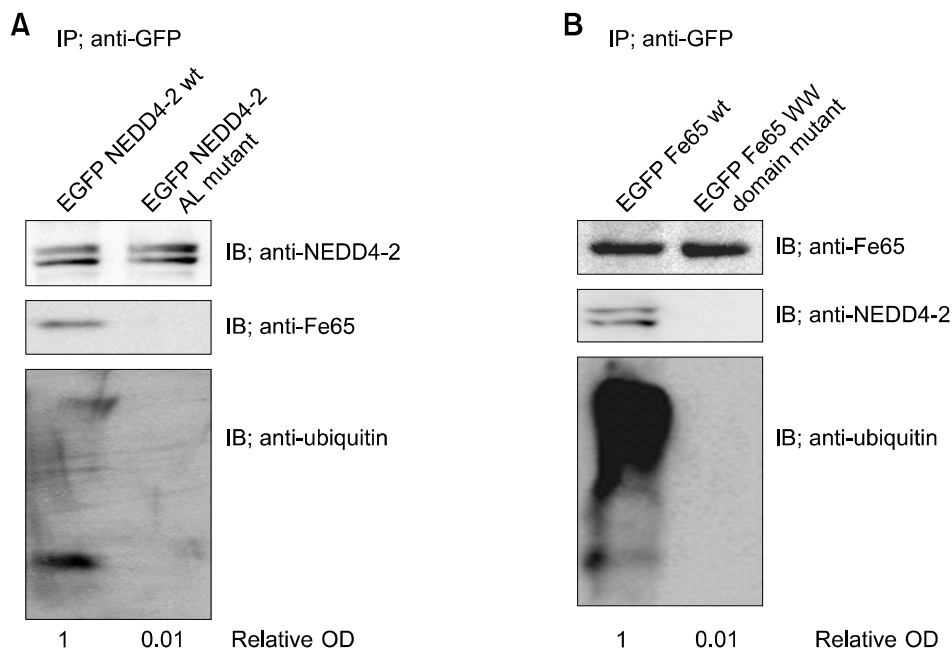 A
IP; anti-GFP
EGFP NEDD4-2 wt
EGFP NEDD4-2
AL mutant
IB; anti-NEDD4-2
IB; anti-Fe65
IB; anti-ubiquitin
1 0.01 Relative OD
B
IP; anti-GFP
EGFP Fe65 wt
EGFP Fe65 WW
domain mutant
IB; anti-Fe65
IB; anti-NEDD4-2
IB; anti-ubiquitin
1 0.01 Relative OD